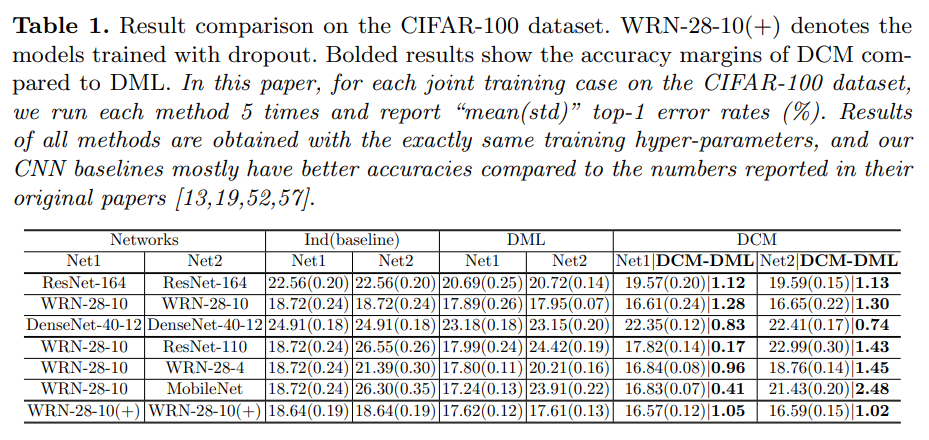 Table 1. Result comparison on the CIFAR-100 dataset. WRN-28-10(+) denotes the
models trained with dropout. Bolded results show the accuracy margins of DCM com-
pared to DML. In this paper, for each joint training case on the CIFAR-100 dataset,
we run each method 5 times and report “mean(std)” top-1 error rates (%). Results
of all methods are obtained with the exactly same training hyper-parameters, and our
CNN baselines mostly have better accuracies compared to the numbers reported in their
original papers [13,19,52,57].
Networks Ind(baseline) DML DCM
Net1 Net2 Net1 Net2 Net1 Net2 Net1|DCM-DML Net2|DCM-DML
ResNet-164 ResNet-164 22.56(0.20) 22.56(0.20) 20.69(0.25) 20.72(0.14) 19.57(0.20)|1.12 19.59(0.15)|1.13
WRN-28-10 WRN-28-10 18.72(0.24) 18.72(0.24) 17.89(0.26) 17.95(0.07) 16.61(0.24)|1.28 16.65(0.22)|1.30
DenseNet-40-12 DenseNet-40-12 24.91(0.18) 24.91(0.18) 23.18(0.18) 23.15(0.20) 22.35(0.12)|0.83 22.41(0.17)|0.74
WRN-28-10 ResNet-110 18.72(0.24) 26.55(0.26) 17.99(0.24) 24.42(0.19) 17.82(0.14)|0.17 22.99(0.30)|1.43
WRN-28-10 WRN-28-4 18.72(0.24) 21.39(0.30) 17.80(0.11) 20.21(0.16) 16.84(0.08)|0.96 18.76(0.14)|1.45
WRN-28-10 MobileNet 18.72(0.24) 26.30(0.35) 17.24(0.13) 23.91(0.22) 16.83(0.07)|0.41 21.43(0.20)|2.48
WRN-28-10(+) WRN-28-10(+) 18.64(0.19) 18.64(0.19) 17.62(0.12) 17.61(0.13) 16.57(0.12)|1.05 16.59(0.15)|1.02